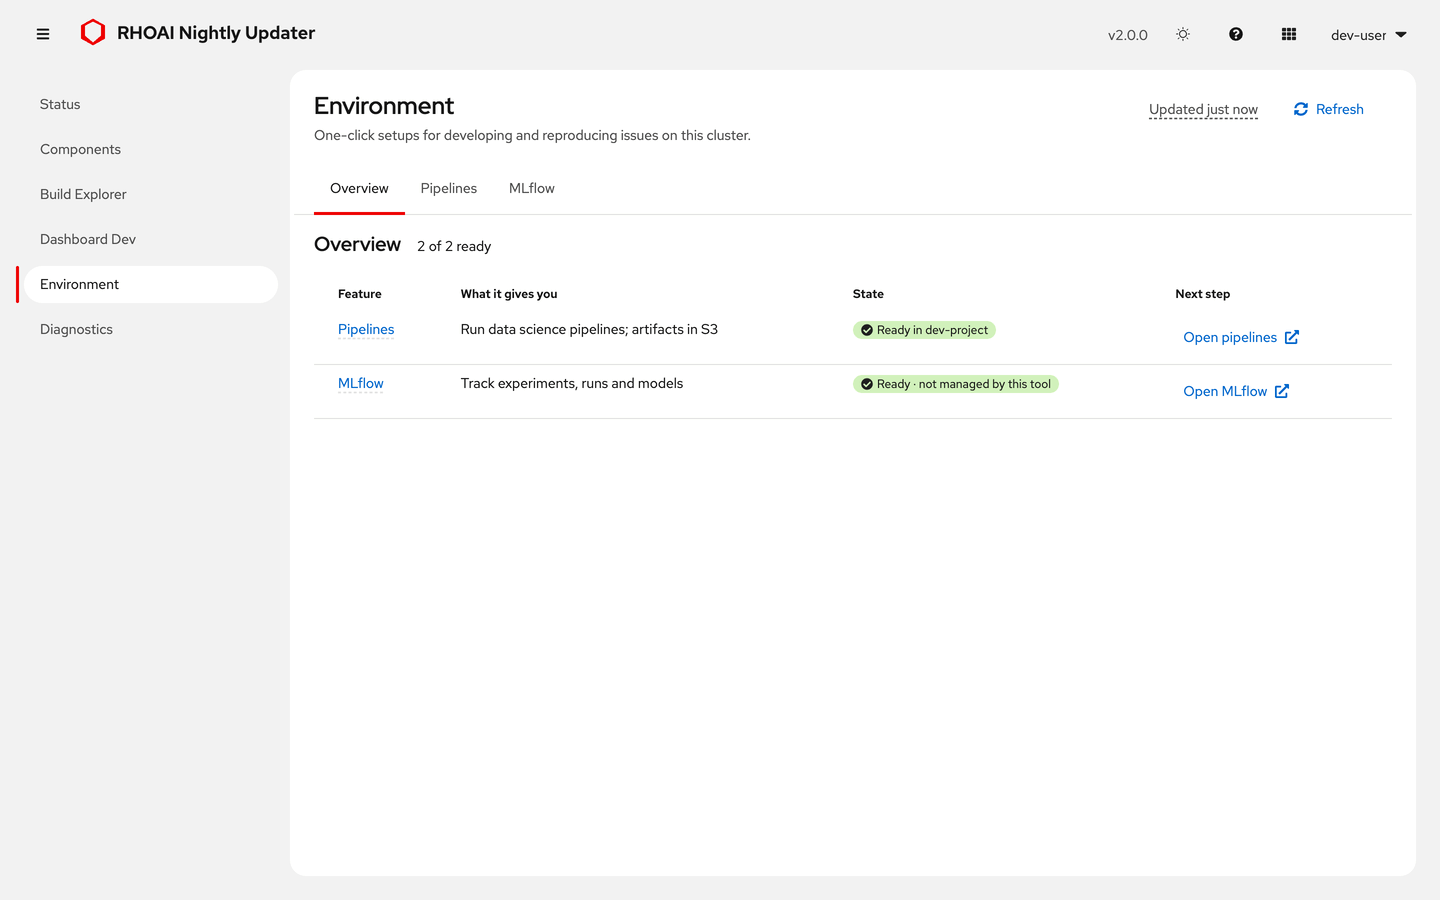 RHOAI Nightly Updater
v2.0.0
dev-user
Status
Components
Build Explorer
Dashboard Dev
Environment
Diagnostics
Environment
One-click setups for developing and reproducing issues on this cluster.
Updated just now
Refresh
Overview Pipelines MLflow
Overview 2 of 2 ready
Feature What it gives you State Next step
Pipelines Run data science pipelines; artifacts in S3 Ready in dev-project Open pipelines
MLflow Track experiments, runs and models Ready · not managed by this tool Open MLflow